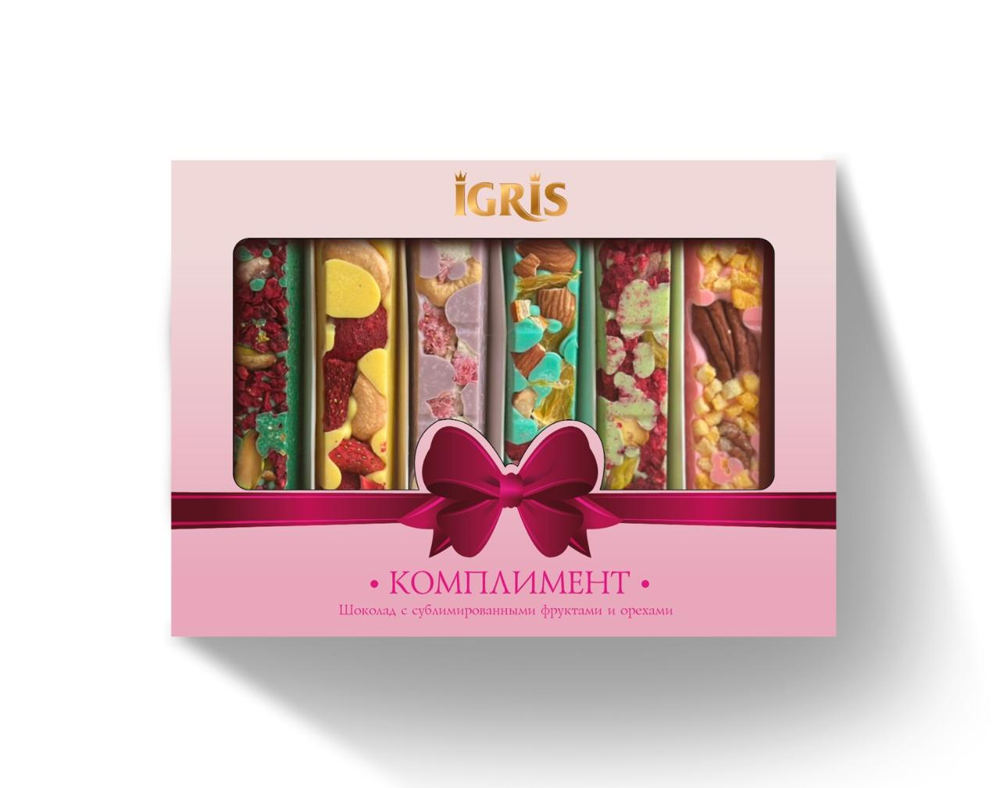 IGRIS
• КОМПЛИМЕНТ •
Шоколад с сублимированными фруктами и орехами